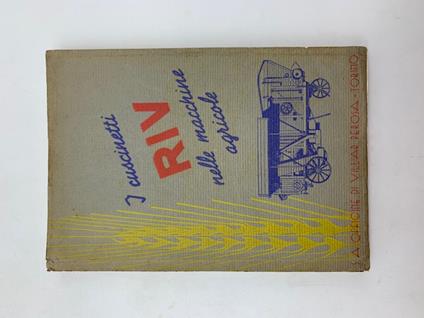 I cuscinetti
RIV
nelle macchine
agricole
S.A. OFFICINE DI VILLAR PEROSA - TORINO